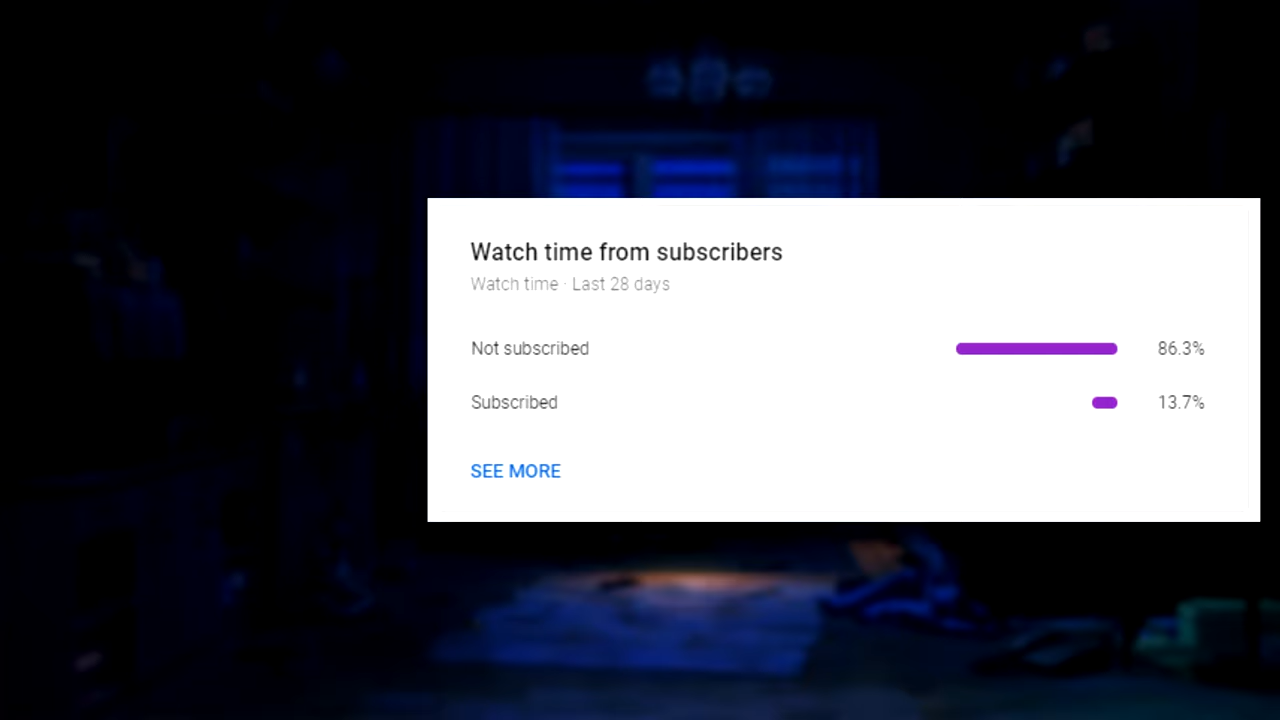 Watch time from subscribers
Watch time · Last 28 days
Not subscribed 86.3%
Subscribed 13.7%
SEE MORE